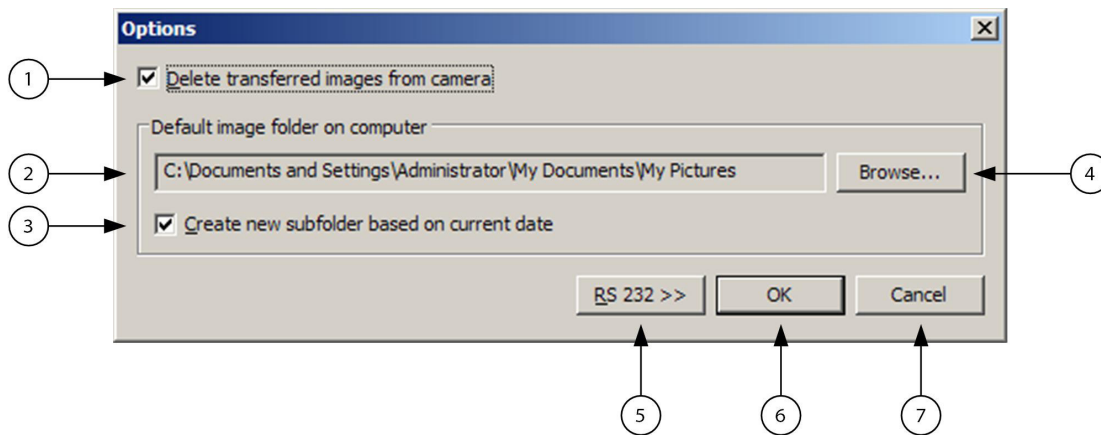 Options
1
Delete transferred images from camera
Default image folder on computer
2
C:\Documents and Settings\Administrator\My Documents\My Pictures
Browse...
4
3
Create new subfolder based on current date
RS 232 >>
OK
Cancel
5
6
7